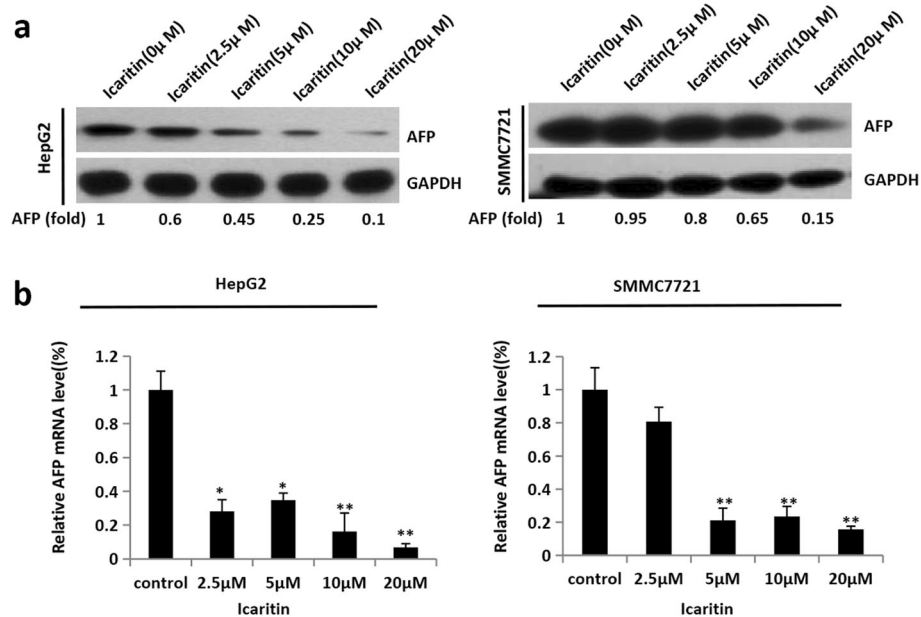 a
Icaritin(0μ M)
Icaritin(2.5μ M)
Icaritin(5μ M)
Icaritin(10μ M)
Icaritin(20μ M)
HepG2
AFP
GAPDH
AFP (fold) 1 0.6 0.45 0.25 0.1
Icaritin(0μ M)
Icaritin(2.5μ M)
Icaritin(5μ M)
Icaritin(10μ M)
Icaritin(20μ M)
SMMC7721
AFP
GAPDH
AFP (fold) 1 0.95 0.8 0.65 0.15
b
HepG2
Relative AFP mRNA level((%)
1.2
1
0.8
0.6
0.4
0.2
0
* * ** **
control 2.5μM 5μM 10μM 20μM
Icaritin
SMMC7721
Relative AFP mRNA level((%)
1.2
1
0.8
0.6
0.4
0.2
0
** ** **
control 2.5μM 5μM 10μM 20μM
Icaritin